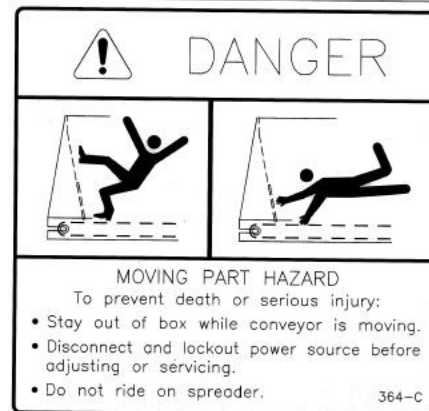 DANGER
MOVING PART HAZARD
To prevent death or serious injury:
• Stay out of box while conveyor is moving.
• Disconnect and lockout power source before
adjusting or servicing.
• Do not ride on spreader.
364-C